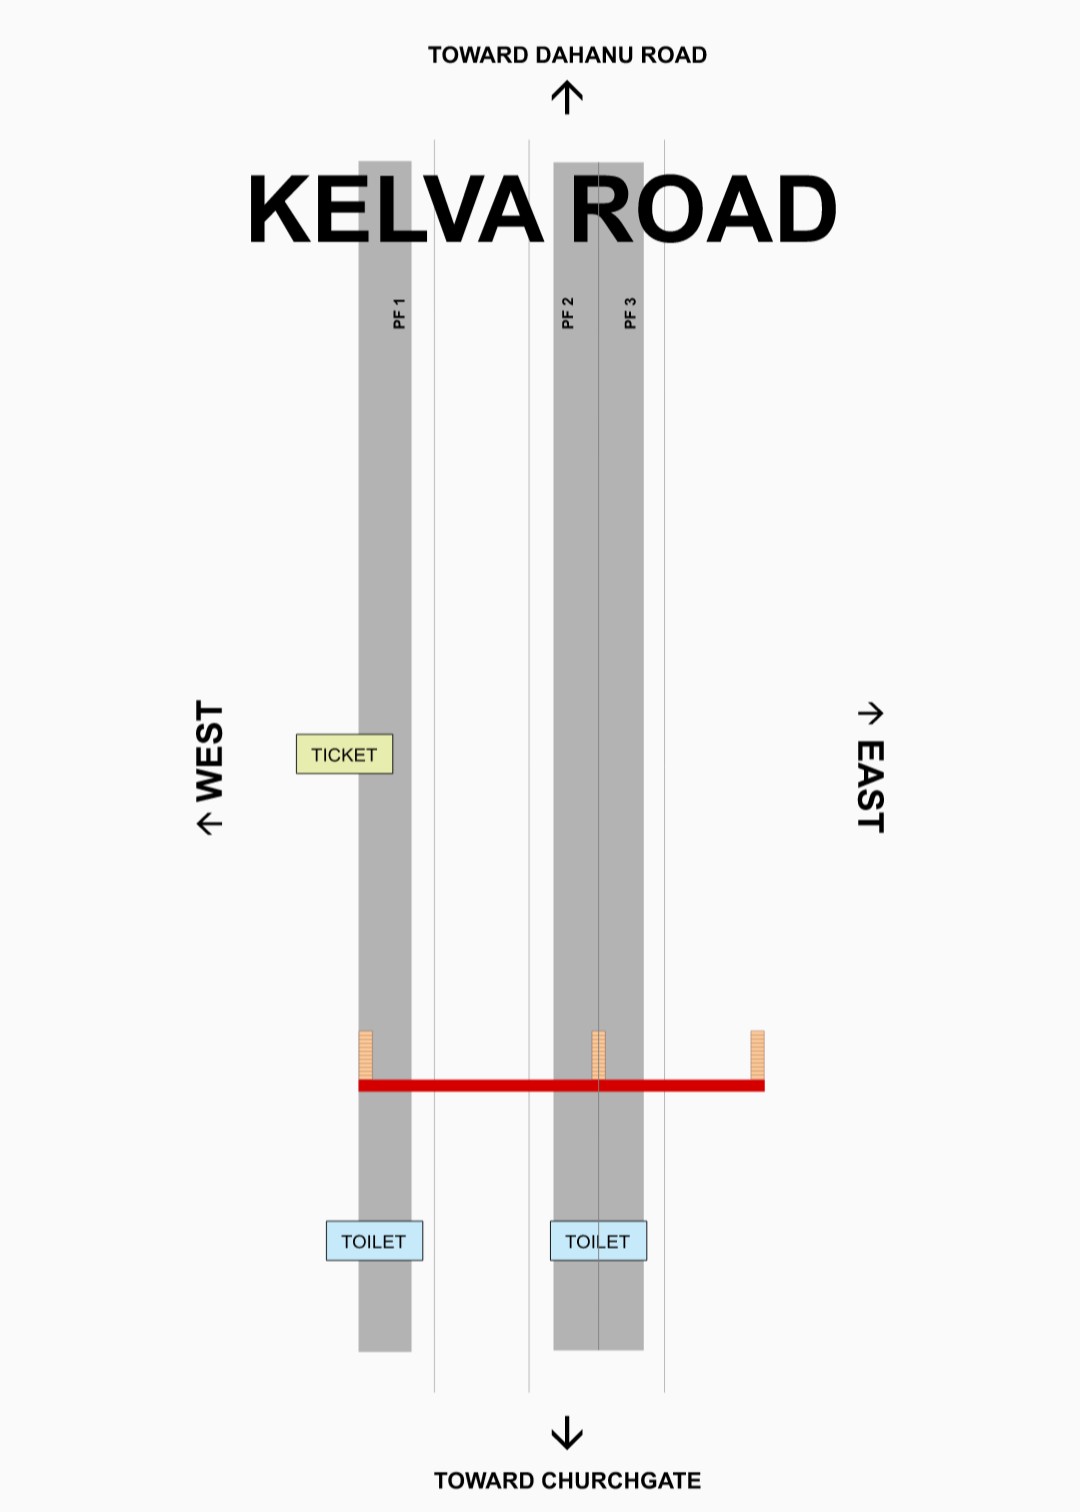 TOWARD DAHANU ROAD
↑
KELVA ROAD
PF 1
PF 2
PF 3
← WEST
→ EAST
TICKET
TOILET
TOILET
↓
TOWARD CHURCHGATE